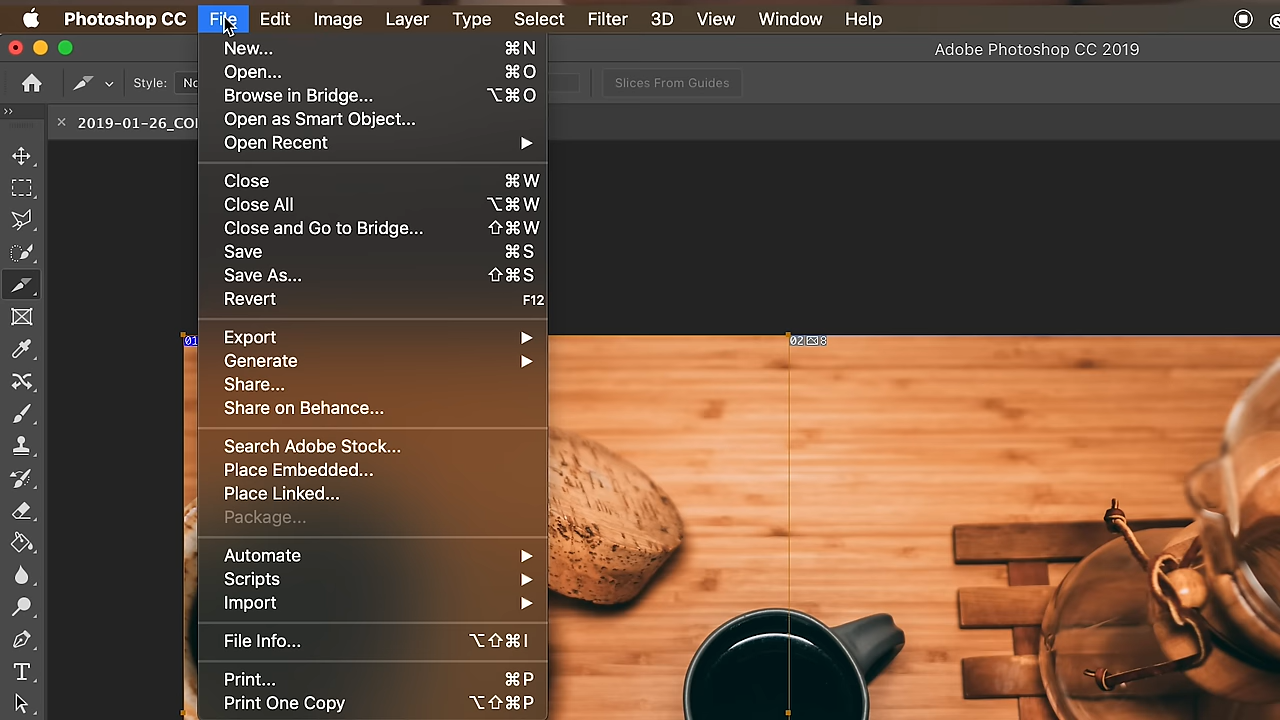 Photoshop CC File Edit Image Layer Type Select Filter 3D View Window Help
Adobe Photoshop CC 2019
Style: Slices From Guides
2019-01-26_
New... ⌘N
Open... ⌘O
Browse in Bridge... ⌥⌘O
Open as Smart Object...
Open Recent ▶
Close ⌘W
Close All ⌥⌘W
Close and Go to Bridge... ⇧⌘W
Save ⌘S
Save As... ⇧⌘S
Revert F12
Export ▶
Generate ▶
Share...
Share on Behance...
Search Adobe Stock...
Place Embedded...
Place Linked...
Package...
Automate ▶
Scripts ▶
Import ▶
File Info... ⌥⇧⌘I
Print... ⌘P
Print One Copy ⌥⇧⌘P
01
02